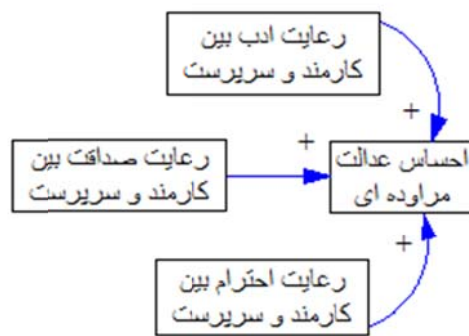 رعایت ادب بین
کارمند و سرپرست
+
+
رعایت صداقت بین
کارمند و سرپرست
احساس عدالت
مراوده ای
+
رعایت احترام بین
کارمند و سرپرست